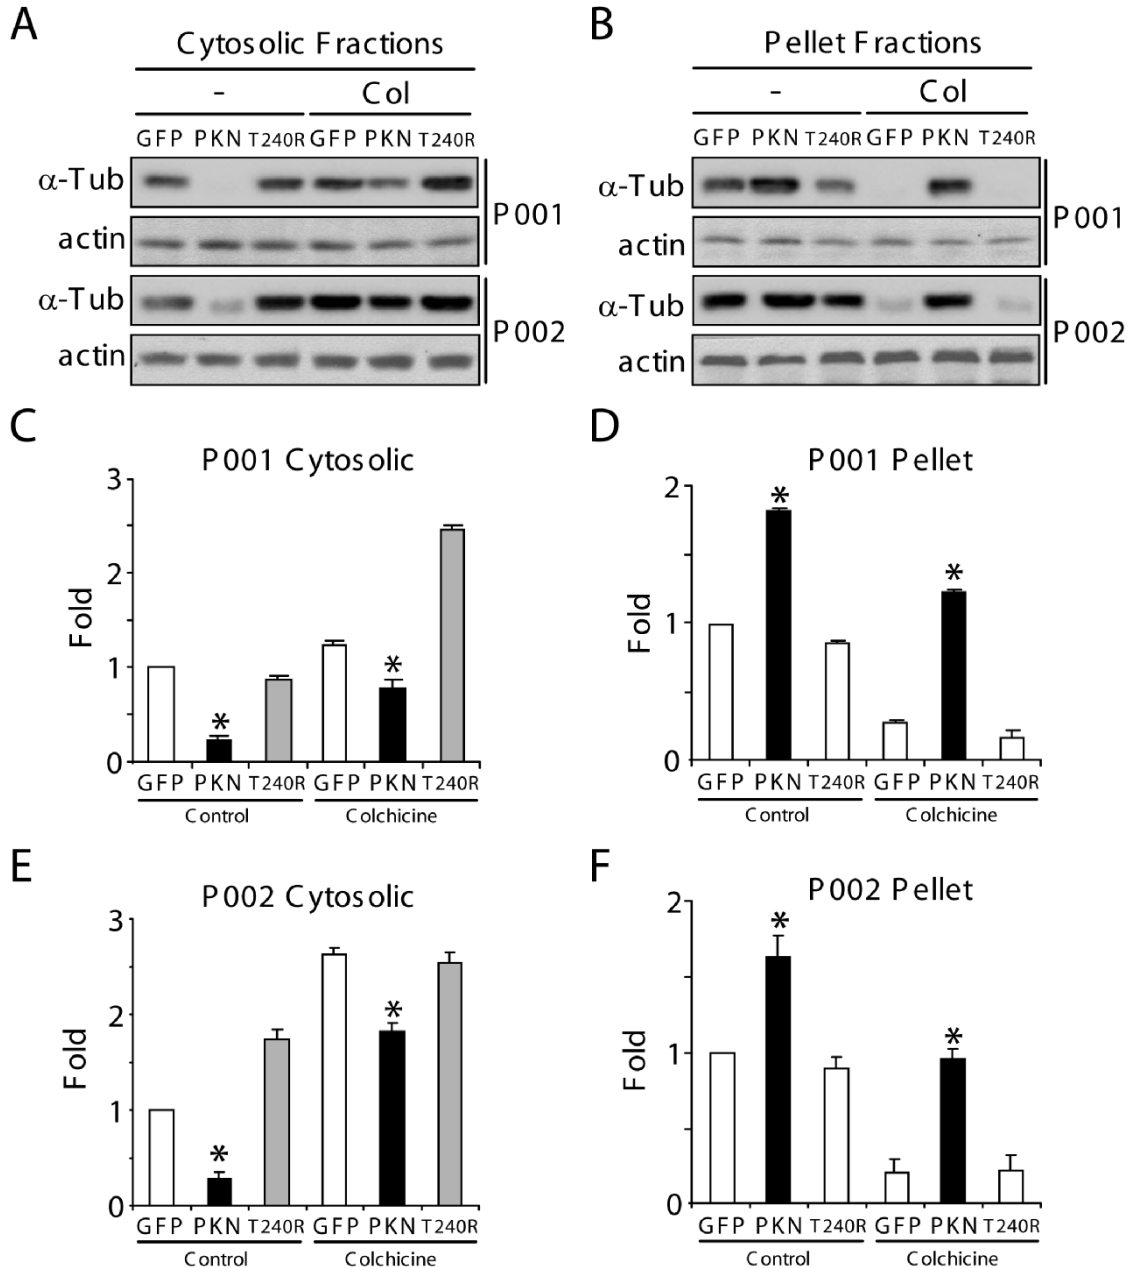 A
Cytosolic Fractions
- Col
GFP PKN T240R GFP PKN T240R
α-Tub
actin
P001
α-Tub
actin
P002
B
Pellet Fractions
- Col
GFP PKN T240R GFP PKN T240R
α-Tub
actin
P001
α-Tub
actin
P002
C
P001 Cytosolic
Fold
3
2
1
0
* *
GFP PKN T240R GFP PKN T240R
Control Colchicine
D
P001 Pellet
Fold
2
1
0
* *
GFP PKN T240R GFP PKN T240R
Control Colchicine
E
P002 Cytosolic
Fold
3
2
1
0
* *
GFP PKN T240R GFP PKN T240R
Control Colchicine
F
P002 Pellet
Fold
2
1
0
* *
GFP PKN T240R GFP PKN T240R
Control Colchicine